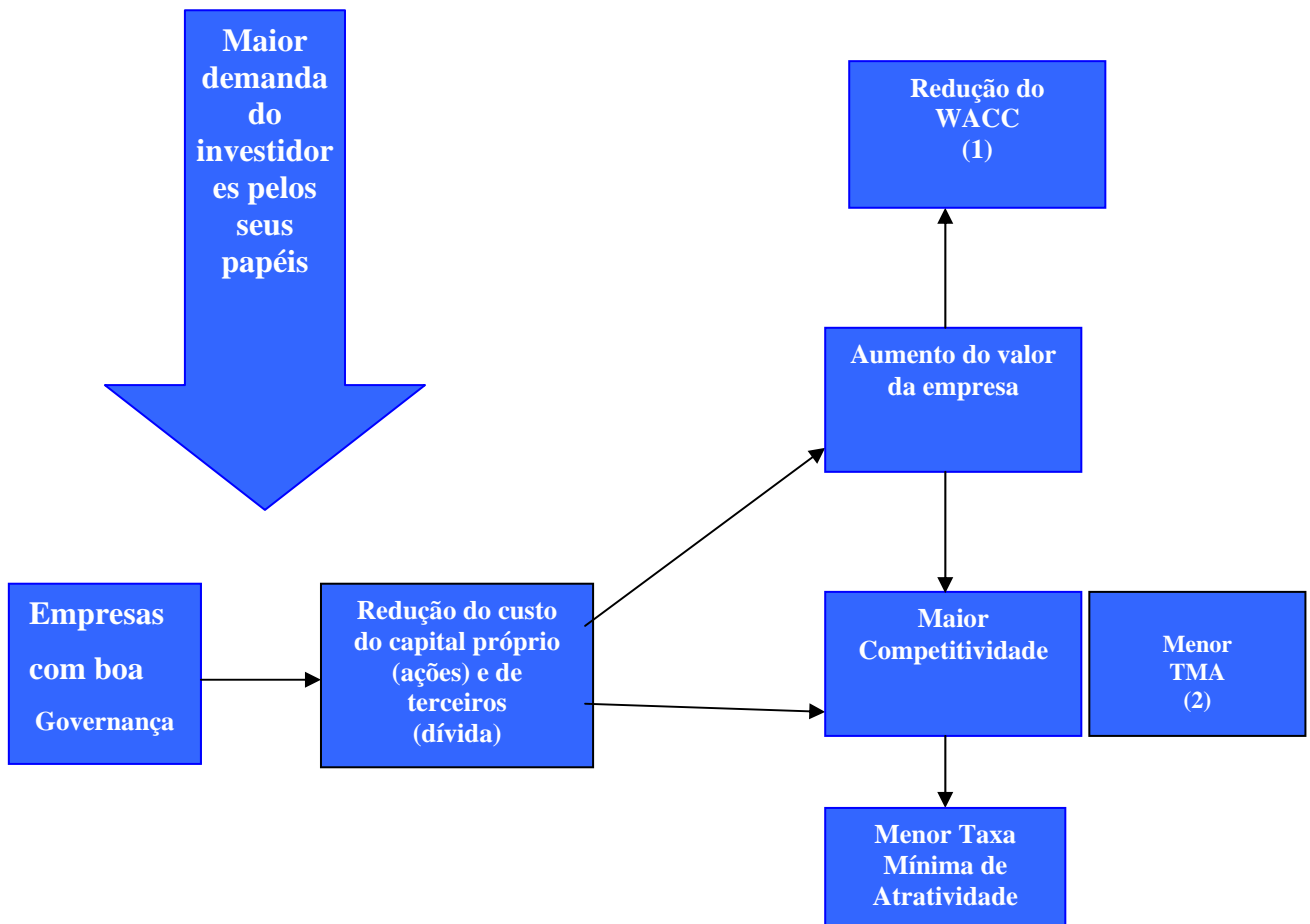 Maior
demanda
do
investidor
es pelos
seus
papéis
Redução do
WACC
(1)
Aumento do valor
da empresa
Empresas
com boa
Governança
Redução do custo
do capital próprio
(ações) e de
terceiros
(dívida)
Maior
Competitividade
Menor
TMA
(2)
Menor Taxa
Mínima de
Atratividade